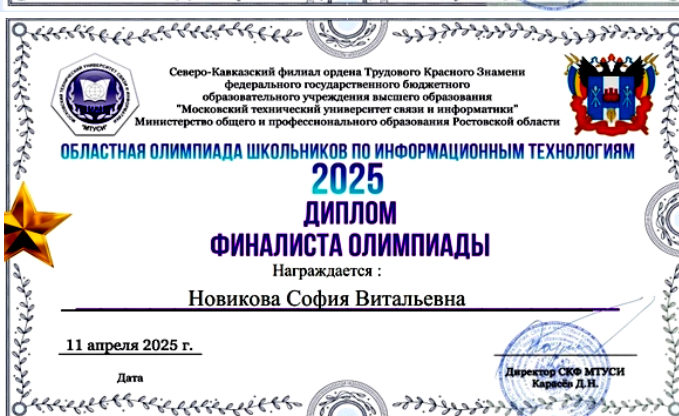 Северо-Кавказский филиал ордена Трудового Красного Знамени
федерального государственного бюджетного
образовательного учреждения высшего образования
"Московский технический университет связи и информатики"
Министерство общего и профессионального образования Ростовской области
"МТУСИ"
ОБЛАСТНАЯ ОЛИМПИАДА ШКОЛЬНИКОВ ПО ИНФОРМАЦИОННЫМ ТЕХНОЛОГИЯМ
2025
ДИПЛОМ
ФИНАЛИСТА ОЛИМПИАДЫ
Награждается :
Новикова София Витальевна
11 апреля 2025 г.
Дата
Директор СКФ МТУСИ
Карасёв Д.Н.